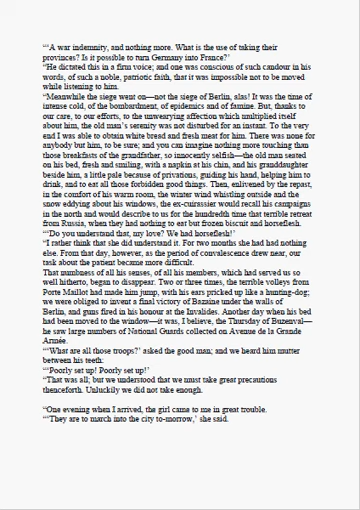 "'A war indemnity, and nothing more. What is the use of taking their
provinces? Is it possible to turn Germany into France?'
"He dictated this in a firm voice; and one was conscious of such candour in his
words, of such a noble, patriotic faith, that it was impossible not to be moved
while listening to him.
"Meanwhile the siege went on—not the siege of Berlin, alas! It was the time of
intense cold, of the bombardment, of epidemics and of famine. But, thanks to
our care, to our efforts, to the unwearying affection which multiplied itself
about him, the old man's serenity was not disturbed for an instant. To the very
end I was able to obtain white bread and fresh meat for him. There was none for
anybody but him, to be sure; and you can imagine nothing more touching than
those breakfasts of the grandfather, so innocently selfish—the old man seated
on his bed, fresh and smiling, with a napkin at his chin, and his granddaughter
beside him, a little pale because of privations, guiding his hand, helping him to
drink, and to eat all those forbidden good things. Then, enlivened by the repast,
in the comfort of his warm room, the winter wind whistling outside and the
snow eddying about his windows, the ex-cuirassier would recall his campaigns
in the north and would describe to us for the hundredth time that terrible retreat
from Russia, when they had nothing to eat but frozen biscuit and horseflesh.
"'Do you understand that, my love? We had horseflesh!'
"I rather think that she did understand it. For two months she had had nothing
else. From that day, however, as the period of convalescence drew near, our
task about the patient became more difficult.
That numbness of all his senses, of all his members, which had served us so
well hitherto, began to disappear. Two or three times, the terrible volleys from
Porte Maillot had made him jump, with his ears pricked up like a hunting-dog;
we were obliged to invent a final victory of Bazaine under the walls of
Berlin, and guns fired in his honour at the Invalides. Another day when his bed
had been moved to the window—it was, I believe, the Thursday of Buzenval—
he saw large numbers of National Guards collected on Avenue de la Grande
Armée.
"'What are all those troops?' asked the good man; and we heard him mutter
between his teeth:
"'Poorly set up! Poorly set up!'
"That was all; but we understood that we must take great precautions
thenceforth. Unluckily we did not take enough.
"One evening when I arrived, the girl came to me in great trouble.
"'They are to march into the city to-morrow,' she said.